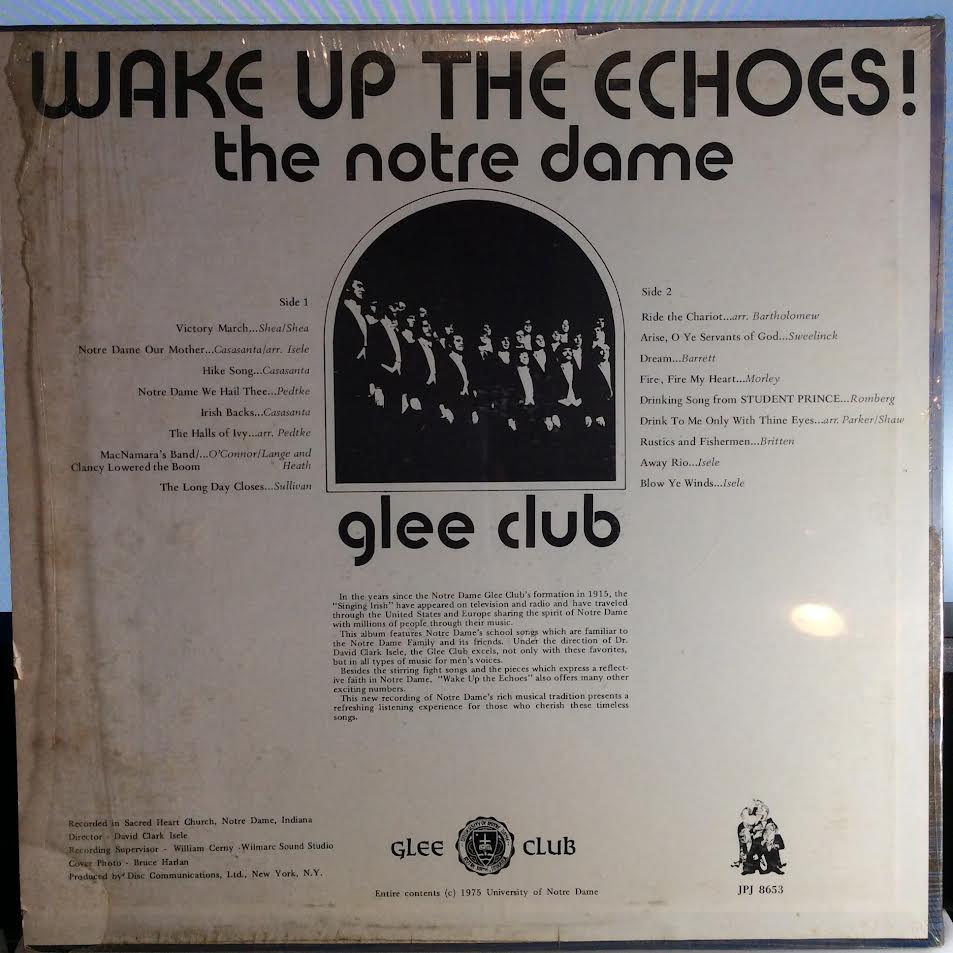 WAKE UP THE ECHOES!
the notre dame
glee club
Side 1
Victory March...Shea/Shea
Notre Dame Our Mother...Casasanta/arr. Isele
Hike Song...Casasanta
Notre Dame We Hail Thee...Pedtke
Irish Backs...Casasanta
The Halls of Ivy...arr. Pedtke
MacNamara's Band/...O'Connor/Lange and
Clancy Lowered the Boom Heath
The Long Day Closes...Sullivan
Side 2
Ride the Chariot...arr. Bartholomew
Arise, O Ye Servants of God...Sweelinck
Dream...Barrett
Fire, Fire My Heart...Morley
Drinking Song from STUDENT PRINCE...Romberg
Drink To Me Only With Thine Eyes...arr. Parker/Shaw
Rustics and Fishermen...Britten
Away Rio...Isele
Blow Ye Winds...Isele
In the years since the Notre Dame Glee Club's formation in 1915, the
"Singing Irish" have appeared on television and radio and have traveled
through the United States and Europe sharing the spirit of Notre Dame
with millions of people through their music.
This album features Notre Dame's school songs which are familiar to
the Notre Dame Family and its friends. Under the direction of Dr.
David Clark Isele, the Glee Club excels, not only with these favorites,
but in all types of music for men's voices.
Besides the stirring fight songs and the pieces which express a reflect-
ive faith in Notre Dame, "Wake Up the Echoes" also offers many other
exciting numbers.
This new recording of Notre Dame's rich musical tradition presents a
refreshing listening experience for those who cherish these timeless
songs.
Recorded in Sacred Heart Church, Notre Dame, Indiana
Director - David Clark Isele
Recording Supervisor - William Cerny -Wilmarc Sound Studio
Cover Photo - Bruce Harlan
Produced by Disc Communications, Ltd., New York, N.Y.
GLEE CLUB
Entire contents (c) 1975 University of Notre Dame
JPJ 8653